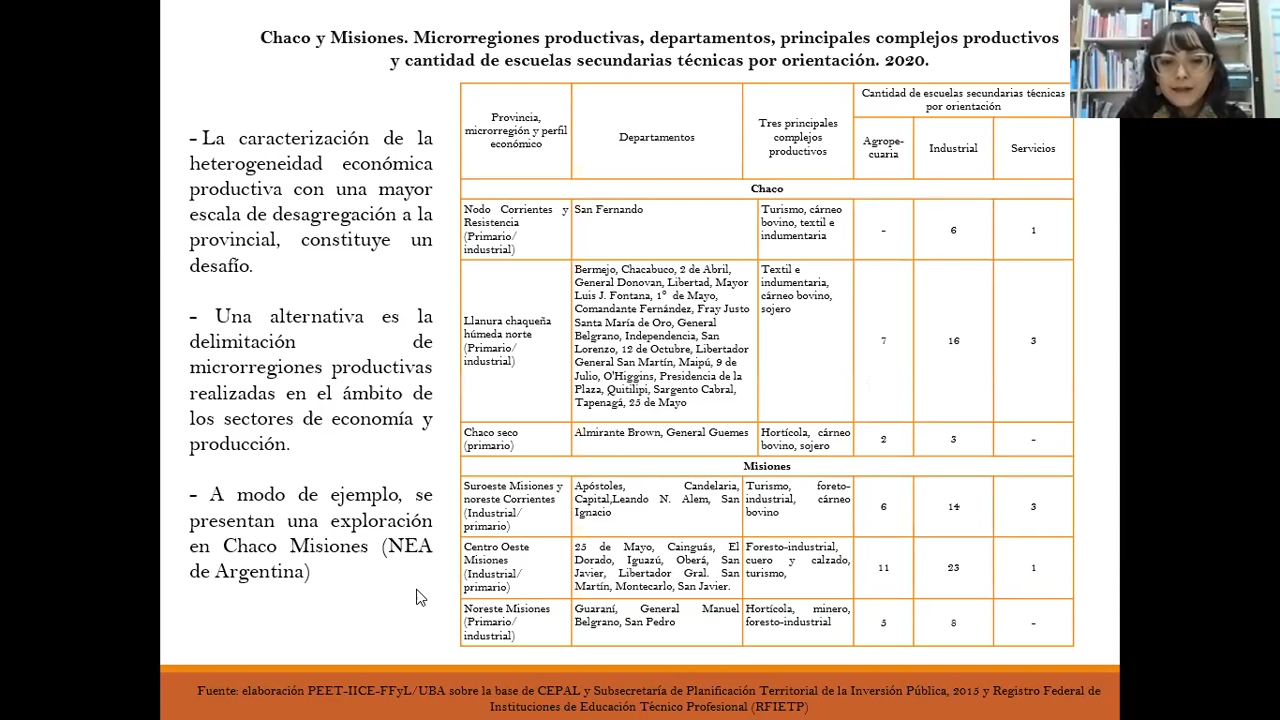 Chaco y Misiones. Microrregiones productivas, departamentos, principales complejos productivos
y cantidad de escuelas secundarias técnicas por orientación. 2020.
- La caracterización de la
heterogeneidad económica
productiva con una mayor
escala de desagregación a la
provincial, constituye un
desafío.
- Una alternativa es la
delimitación de
microrregiones productivas
realizadas en el ámbito de
los sectores de economía y
producción.
- A modo de ejemplo, se
presentan una exploración
en Chaco Misiones (NEA
de Argentina)
Provincia,
microrregión y perfil
económico
Departamentos
Tres principales
complejos
productivos
Cantidad de escuelas secundarias técnicas
por orientación
Agrope-
cuaria
Industrial
Servicios
Chaco
Nodo Corrientes y
Resistencia
(Primario/
industrial)
San Fernando
Turismo, cárneo
bovino, textil e
indumentaria
-
6
1
Llanura chaqueña
húmeda norte
(Primario/
industrial)
Bermejo, Chacabuco, 2 de Abril,
General Donovan, Libertad, Mayor
Luis J. Fontana, 1° de Mayo,
Comandante Fernández, Fray Justo
Santa María de Oro, General
Belgrano, Independencia, San
Lorenzo, 12 de Octubre, Libertador
General San Martín, Maipú, 9 de
Julio, O'Higgins, Presidencia de la
Plaza, Quitilipi, Sargento Cabral,
Tapenagá, 25 de Mayo
Textil e
indumentaria,
cárneo bovino,
sojero
7
16
3
Chaco seco
(primario)
Almirante Brown, General Guemes
Hortícola, cárneo
bovino, sojero
2
3
-
Misiones
Suroeste Misiones y
noreste Corrientes
(Industrial/
primario)
Apóstoles, Candelaria,
Capital,Leando N. Alem, San
Ignacio
Turismo, foreto-
industrial, cárneo
bovino
6
14
3
Centro Oeste
Misiones
(Industrial/
primario)
25 de Mayo, Cainguás, El
Dorado, Iguazú, Oberá, San
Javier, Libertador Gral. San
Martín, Montecarlo, San Javier.
Foresto-industrial,
cuero y calzado,
turismo,
11
23
1
Noreste Misiones
(Primario/
industrial)
Guaraní, General Manuel
Belgrano, San Pedro
Hortícola, minero,
foresto-industrial
5
8
-
Fuente: elaboración PEET-IICE-FFyL/UBA sobre la base de CEPAL y Subsecretaría de Planificación Territorial de la Inversión Pública, 2015 y Registro Federal de
Instituciones de Educación Técnico Profesional (RFIETP)